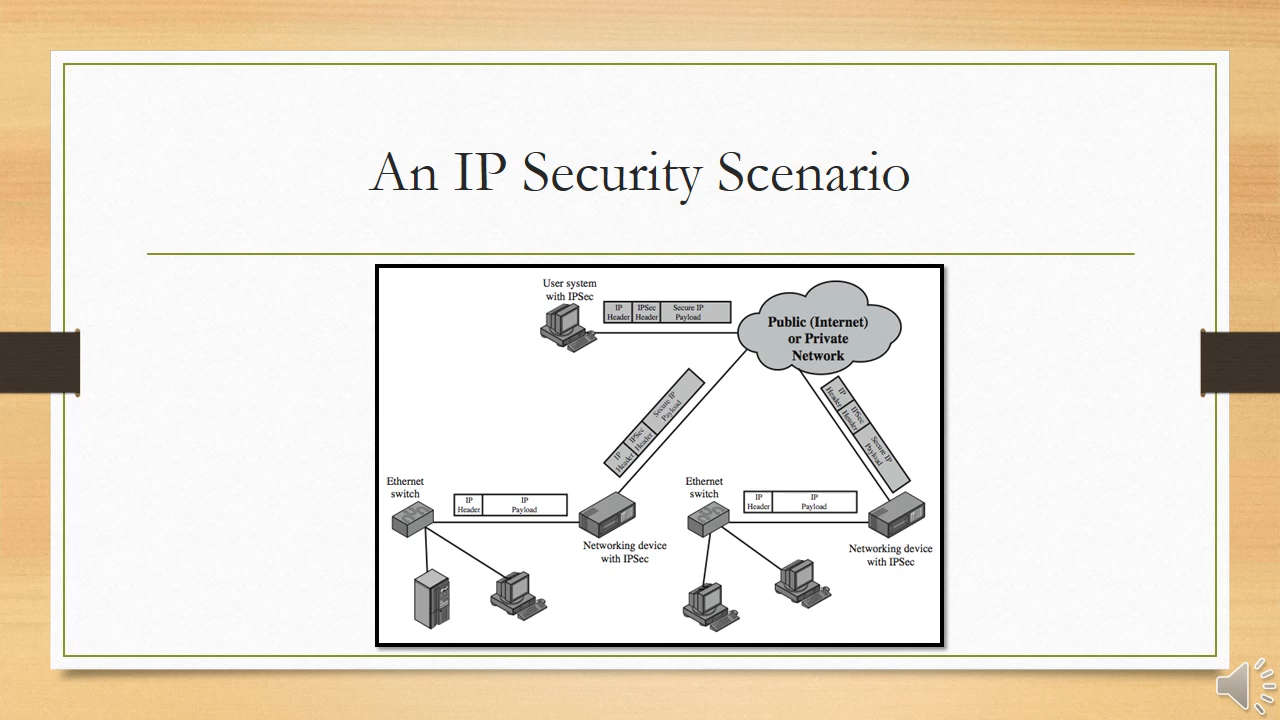 An IP Security Scenario
User system
with IPSec
IP
Header
IPSec
Header
Secure IP
Payload
Public (Internet)
or Private
Network
IP
Header
IPSec
Header
Secure IP
Payload
IP
Header
IPSec
Header
Secure IP
Payload
Ethernet
switch
IP
Header
IP
Payload
Networking device
with IPSec
Ethernet
switch
IP
Header
IP
Payload
Networking device
with IPSec